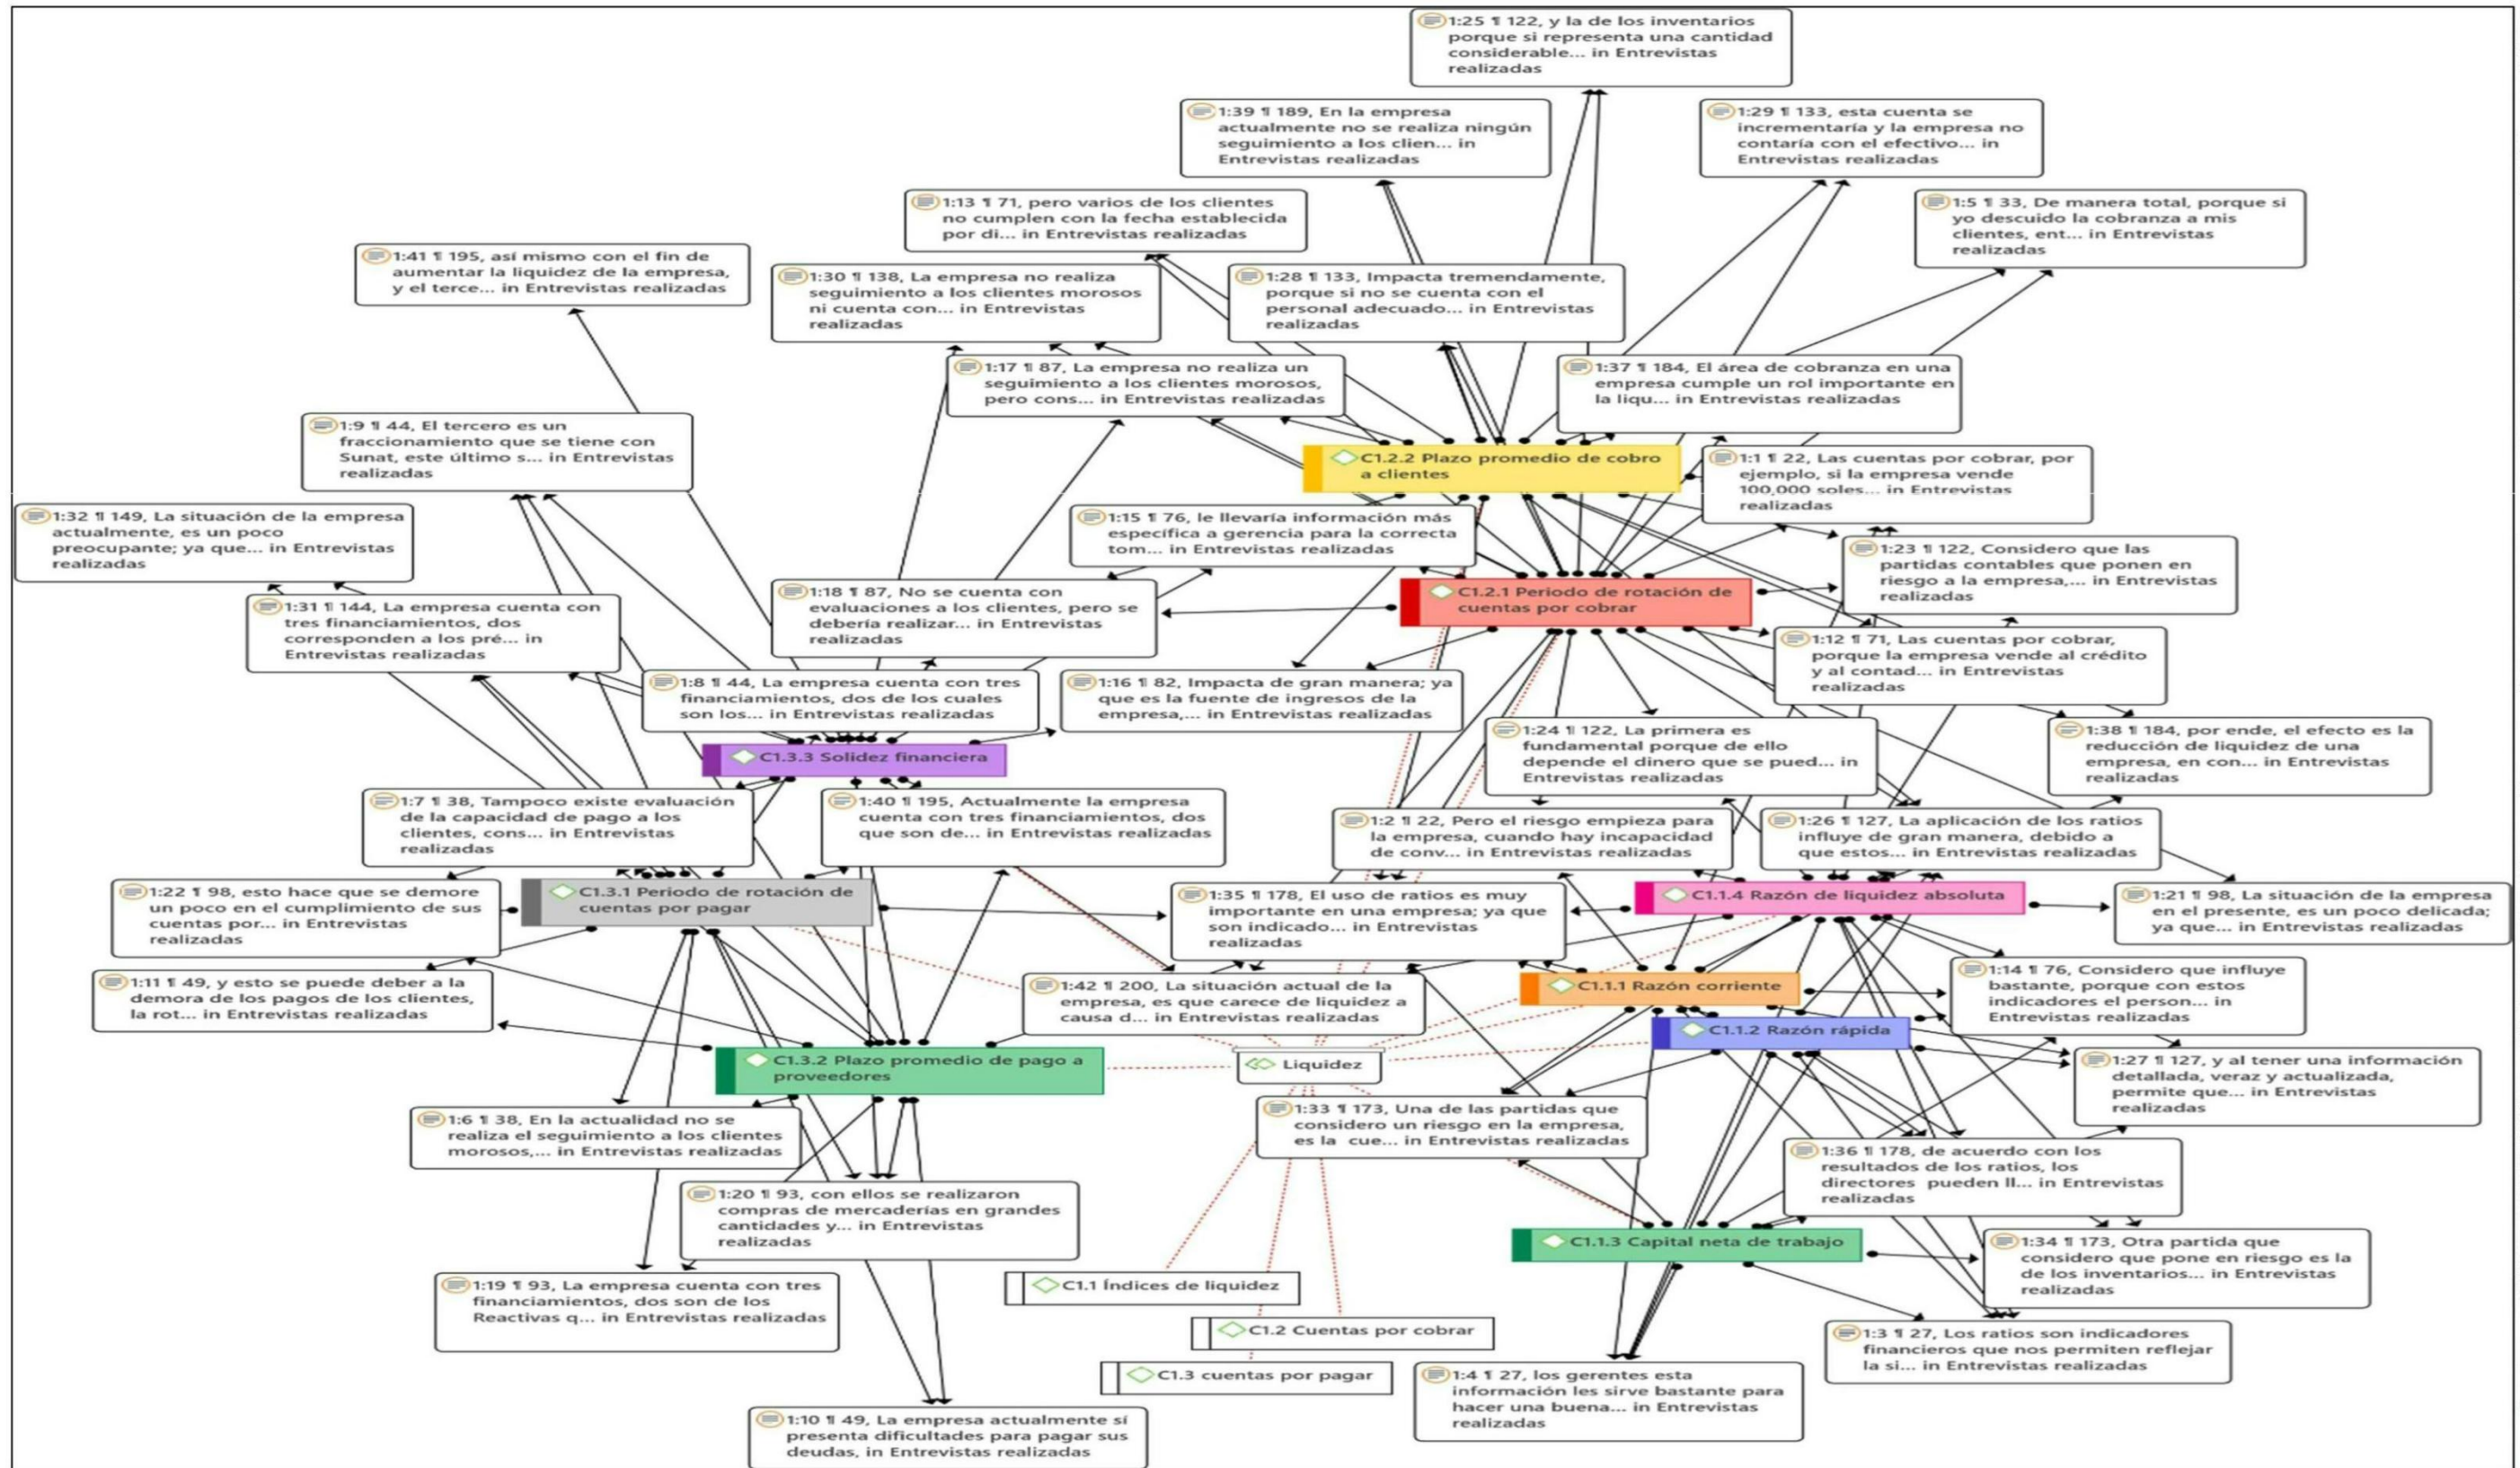 1:25 ¶ 122, y la de los inventarios
porque si representa una cantidad
considerable... in Entrevistas
realizadas
1:39 ¶ 189, En la empresa
actualmente no se realiza ningún
seguimiento a los clien... in
Entrevistas realizadas
1:29 ¶ 133, esta cuenta se
incrementaría y la empresa no
contaría con el efectivo... in
Entrevistas realizadas
1:13 ¶ 71, pero varios de los clientes
no cumplen con la fecha establecida
por di... in Entrevistas realizadas
1:5 ¶ 33, De manera total, porque si
yo descuido la cobranza a mis
clientes, ent... in Entrevistas
realizadas
1:41 ¶ 195, así mismo con el fin de
aumentar la liquidez de la empresa,
y el terce... in Entrevistas realizadas
1:30 ¶ 138, La empresa no realiza
seguimiento a los clientes morosos
ni cuenta con... in Entrevistas
realizadas
1:28 ¶ 133, Impacta tremendamente,
porque si no se cuenta con el
personal adecuado... in Entrevistas
realizadas
1:17 ¶ 87, La empresa no realiza un
seguimiento a los clientes morosos,
pero cons... in Entrevistas realizadas
1:37 ¶ 184, El área de cobranza en una
empresa cumple un rol importante en
la liqu... in Entrevistas realizadas
1:9 ¶ 44, El tercero es un
fraccionamiento que se tiene con
Sunat, este último s... in Entrevistas
realizadas
C1.2.2 Plazo promedio de cobro
a clientes
1:1 ¶ 22, Las cuentas por cobrar, por
ejemplo, si la empresa vende
100,000 soles... in Entrevistas
realizadas
1:32 ¶ 149, La situación de la empresa
actualmente, es un poco
preocupante; ya que... in Entrevistas
realizadas
1:15 ¶ 76, le llevaría información más
específica a gerencia para la correcta
tom... in Entrevistas realizadas
1:23 ¶ 122, Considero que las
partidas contables que ponen en
riesgo a la empresa,... in Entrevistas
realizadas
1:31 ¶ 144, La empresa cuenta con
tres financiamientos, dos
corresponden a los pré... in
Entrevistas realizadas
1:18 ¶ 87, No se cuenta con
evaluaciones a los clientes, pero se
debería realizar... in Entrevistas
realizadas
C1.2.1 Periodo de rotación de
cuentas por cobrar
1:12 ¶ 71, Las cuentas por cobrar,
porque la empresa vende al crédito
y al contad... in Entrevistas
realizadas
1:8 ¶ 44, La empresa cuenta con tres
financiamientos, dos de los cuales
son los... in Entrevistas realizadas
1:16 ¶ 82, Impacta de gran manera; ya
que es la fuente de ingresos de la
empresa,... in Entrevistas realizadas
1:24 ¶ 122, La primera es
fundamental porque de ello
depende el dinero que se pued... in
Entrevistas realizadas
1:38 ¶ 184, por ende, el efecto es la
reducción de liquidez de una
empresa, en con... in Entrevistas
realizadas
C1.3.3 Solidez financiera
1:7 ¶ 38, Tampoco existe evaluación
de la capacidad de pago a los
clientes, cons... in Entrevistas
realizadas
1:40 ¶ 195, Actualmente la empresa
cuenta con tres financiamientos, dos
que son de... in Entrevistas realizadas
1:2 ¶ 22, Pero el riesgo empieza para
la empresa, cuando hay incapacidad
de conv... in Entrevistas realizadas
1:26 ¶ 127, La aplicación de los ratios
influye de gran manera, debido a
que estos... in Entrevistas realizadas
1:22 ¶ 98, esto hace que se demore
un poco en el cumplimiento de sus
cuentas por... in Entrevistas
realizadas
C1.3.1 Periodo de rotación de
cuentas por pagar
1:35 ¶ 178, El uso de ratios es muy
importante en una empresa; ya que
son indicado... in Entrevistas
realizadas
C1.1.4 Razón de liquidez absoluta
1:21 ¶ 98, La situación de la empresa
en el presente, es un poco delicada;
ya que... in Entrevistas realizadas
1:11 ¶ 49, y esto se puede deber a la
demora de los pagos de los clientes,
la rot... in Entrevistas realizadas
1:42 ¶ 200, La situación actual de la
empresa, es que carece de liquidez a
causa d... in Entrevistas realizadas
C1.1.1 Razón corriente
1:14 ¶ 76, Considero que influye
bastante, porque con estos
indicadores el person... in
Entrevistas realizadas
C1.1.2 Razón rápida
C1.3.2 Plazo promedio de pago a
proveedores
Liquidez
1:27 ¶ 127, y al tener una información
detallada, veraz y actualizada,
permite que... in Entrevistas
realizadas
1:6 ¶ 38, En la actualidad no se
realiza el seguimiento a los clientes
morosos,... in Entrevistas realizadas
1:33 ¶ 173, Una de las partidas que
considero un riesgo en la empresa,
es la cue... in Entrevistas realizadas
1:36 ¶ 178, de acuerdo con los
resultados de los ratios, los
directores pueden ll... in Entrevistas
realizadas
1:20 ¶ 93, con ellos se realizaron
compras de mercaderías en grandes
cantidades y... in Entrevistas
realizadas
C1.1.3 Capital neta de trabajo
1:34 ¶ 173, Otra partida que
considero que pone en riesgo es la
de los inventarios... in Entrevistas
realizadas
1:19 ¶ 93, La empresa cuenta con tres
financiamientos, dos son de los
Reactivas q... in Entrevistas realizadas
C1.1 Índices de liquidez
C1.2 Cuentas por cobrar
1:3 ¶ 27, Los ratios son indicadores
financieros que nos permiten reflejar
la si... in Entrevistas realizadas
C1.3 cuentas por pagar
1:4 ¶ 27, los gerentes esta
información les sirve bastante para
hacer una buena... in Entrevistas
realizadas
1:10 ¶ 49, La empresa actualmente sí
presenta dificultades para pagar sus
deudas, in Entrevistas realizadas